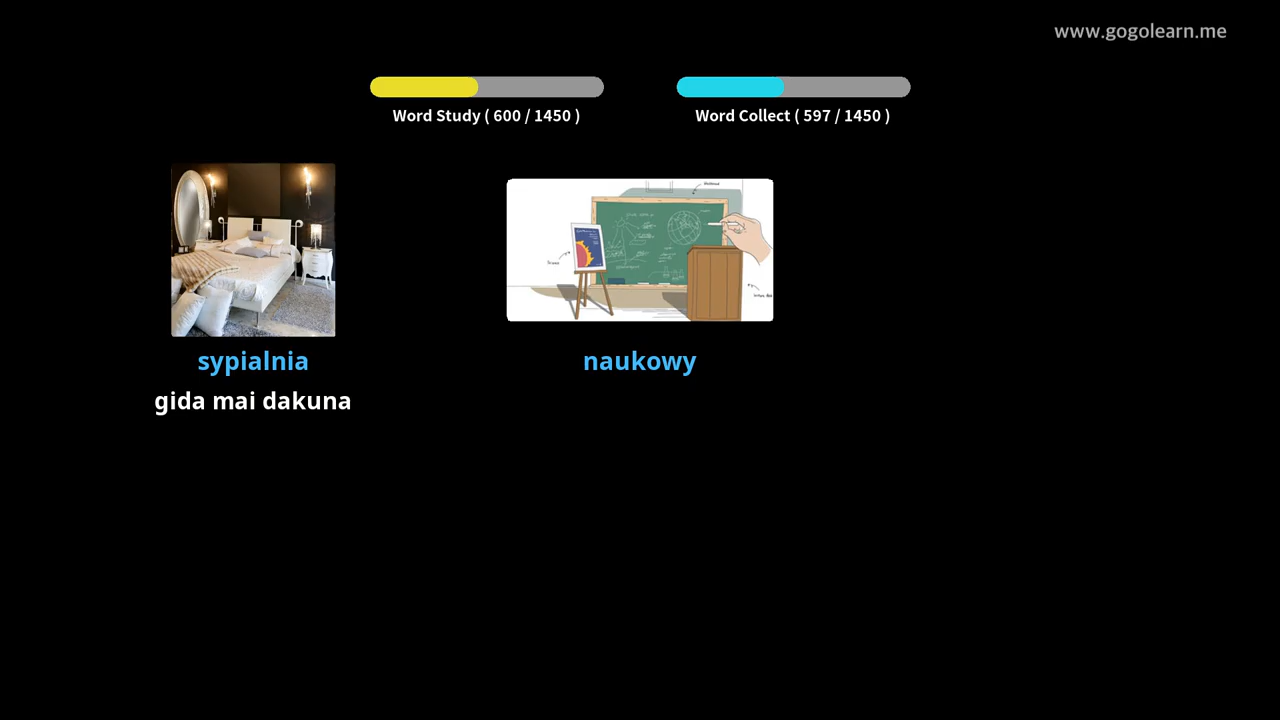 www.gogolearn.me
Word Study ( 600 / 1450 )
Word Collect ( 597 / 1450 )
sypialnia
gida mai dakuna
naukowy